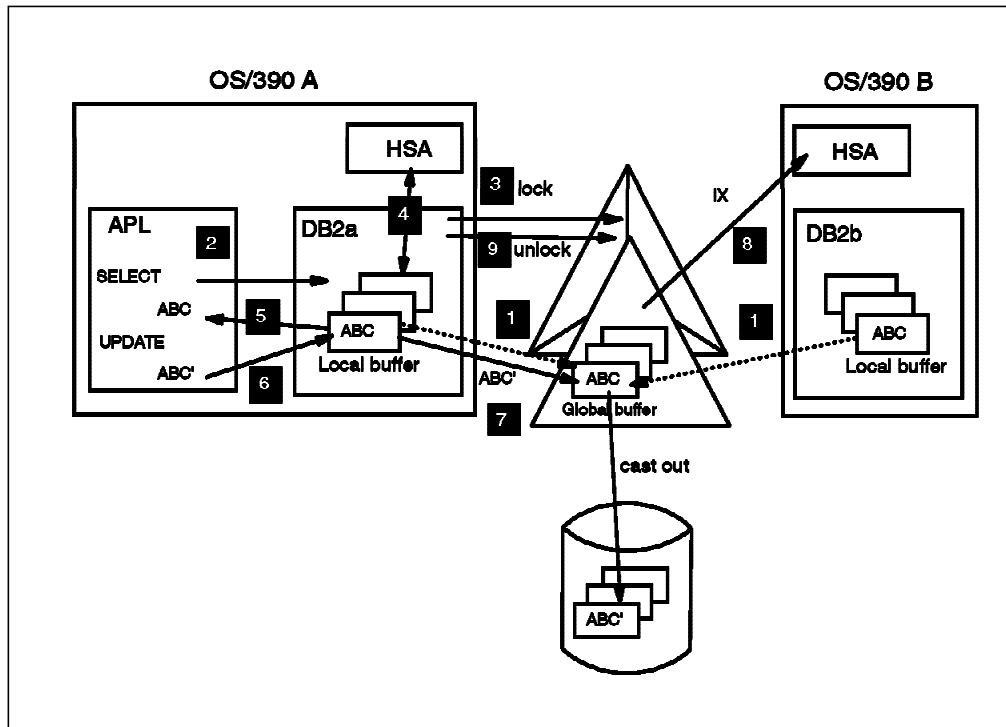 OS/390 A
OS/390 B
HSA
HSA
3 lock
IX
APL
2
DB2a
4
9 unlock
8
DB2b
SELECT
ABC
5
1
1
UPDATE
ABC
ABC
ABC
Local buffer
Local buffer
ABC'
6
ABC'
Global buffer
7
cast out
ABC'